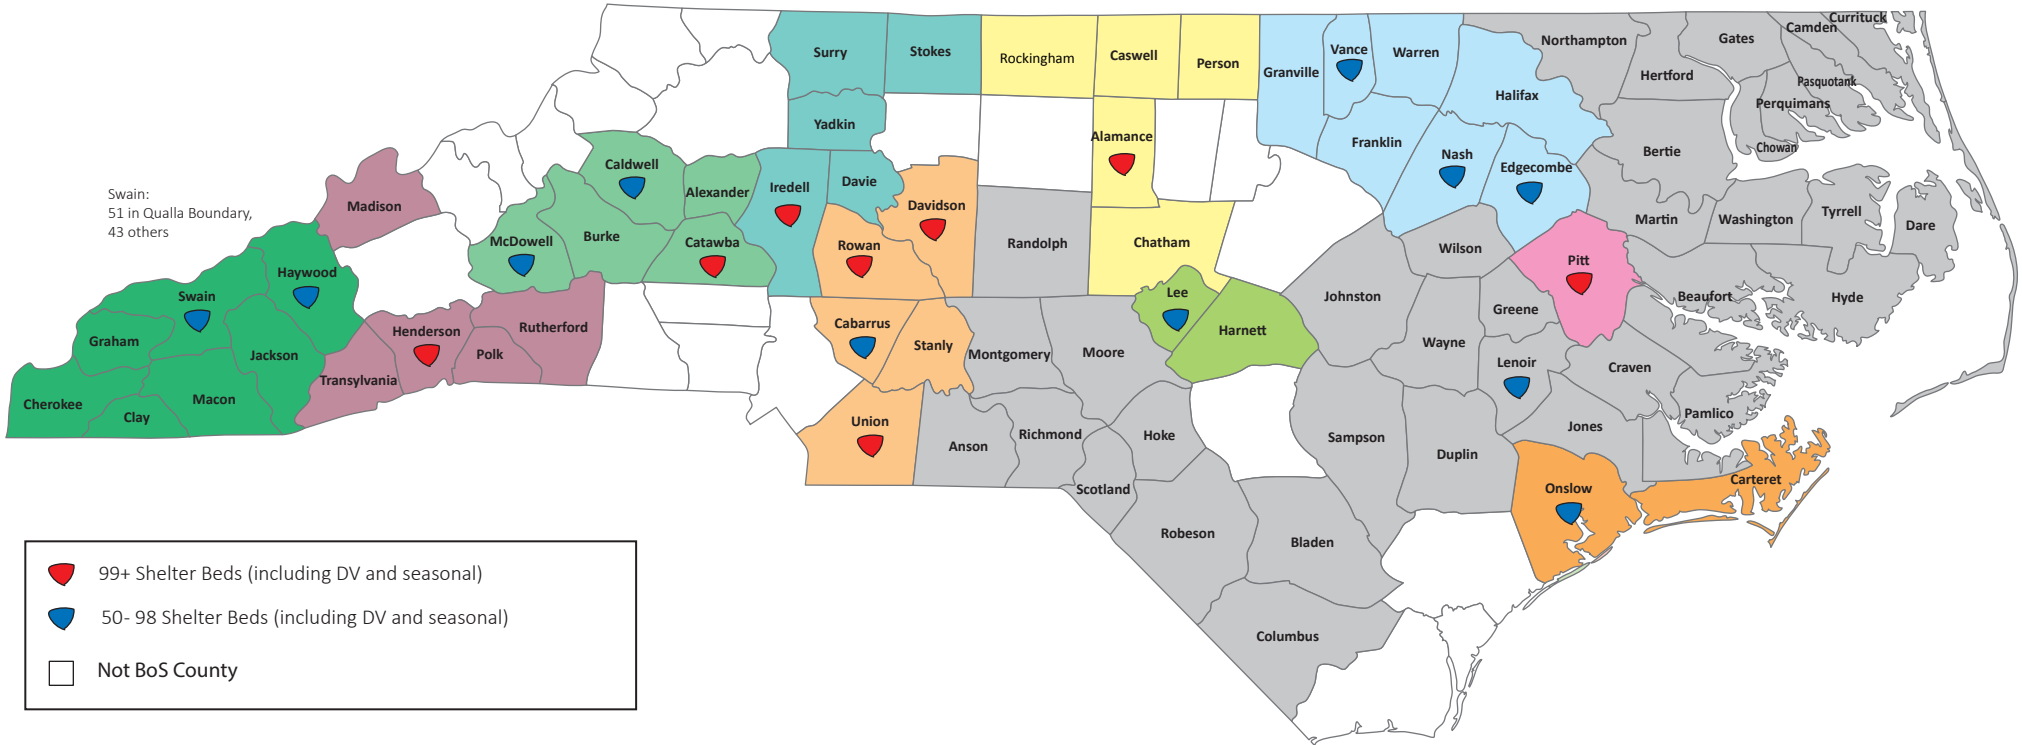 Surry
Stokes
Rockingham
Caswell
Person
Granville
Vance
Warren
Halifax
Northampton
Hertford
Gates
Camden
Currituck
Pasquotank
Perquimans
Chowan
Yadkin
Alamance
Franklin
Nash
Edgecombe
Bertie
Caldwell
Alexander
Iredell
Davie
Davidson
Randolph
Chatham
Wilson
Martin
Washington
Tyrrell
Dare
Swain:
51 in Qualla Boundary,
43 others
Madison
McDowell
Burke
Catawba
Rowan
Pitt
Beaufort
Hyde
Haywood
Swain
Graham
Jackson
Cherokee
Clay
Macon
Transylvania
Henderson
Polk
Rutherford
Cabarrus
Stanly
Montgomery
Moore
Lee
Harnett
Johnston
Greene
Wayne
Lenoir
Craven
Pamlico
Jones
Union
Anson
Richmond
Hoke
Scotland
Sampson
Duplin
Onslow
Carteret
Robeson
Bladen
Columbus
99+ Shelter Beds (including DV and seasonal)
50- 98 Shelter Beds (including DV and seasonal)
Not BoS County